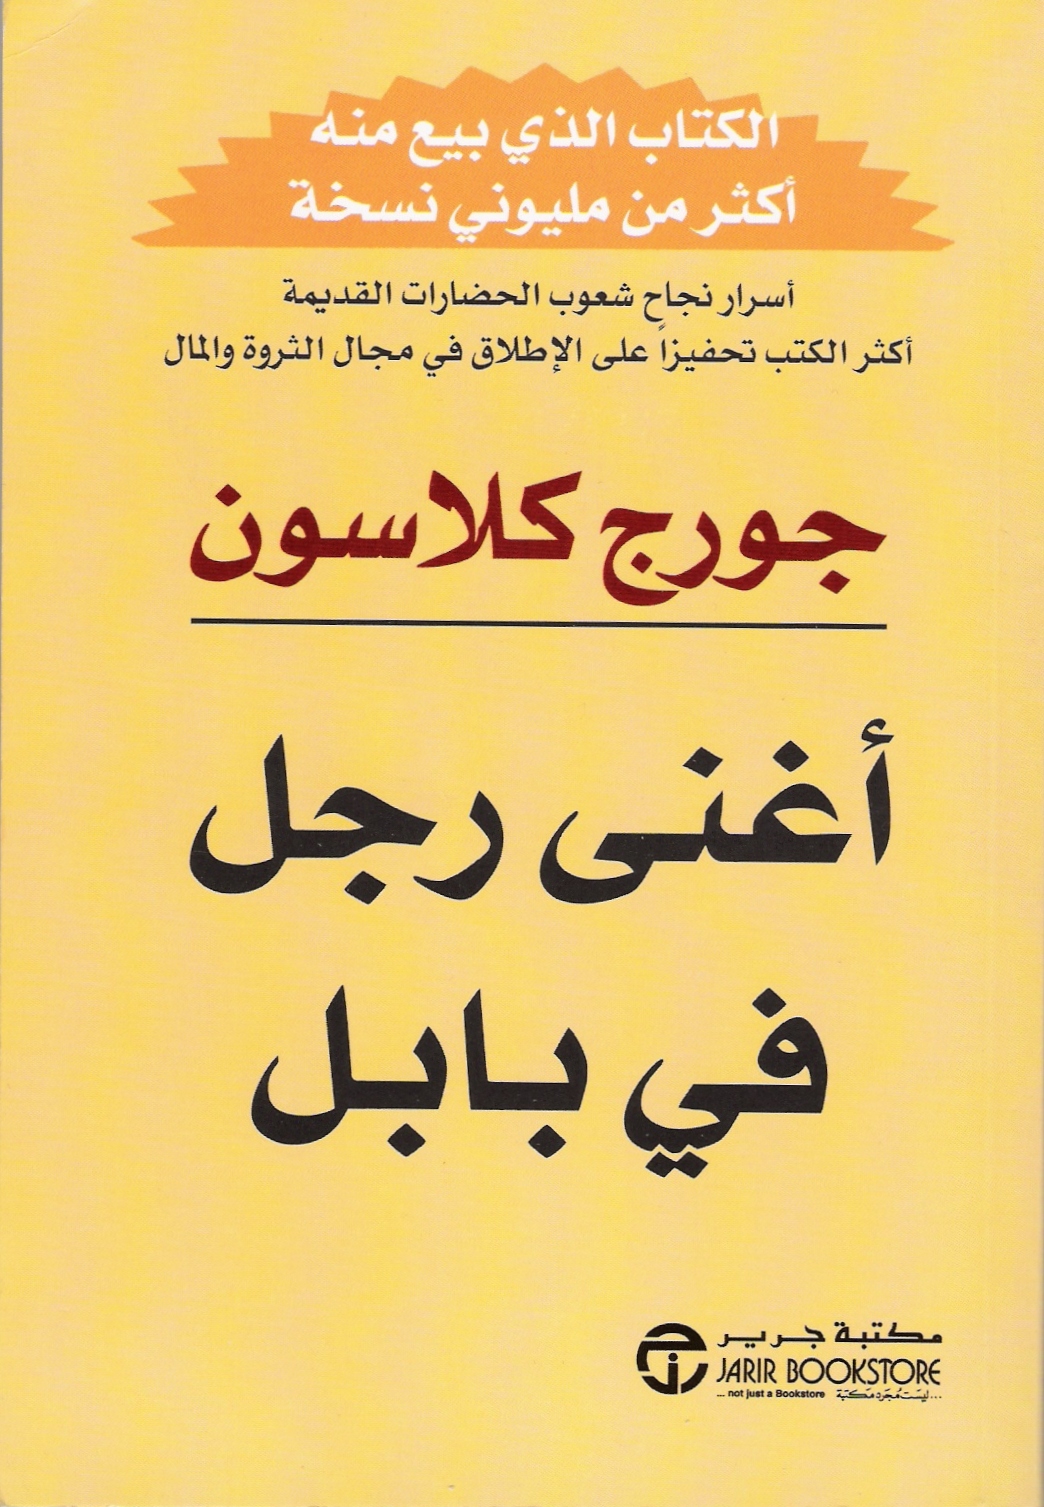 الكتاب الذي بيع منه
أكثر من مليوني نسخة
أسرار نجاح شعوب الحضارات القديمة
أكثر الكتب تحفيزاً على الإطلاق في مجال الثروة والمال
جورج كلاسون
أغنى رجل
في بابل
مكتبة جرير
JARIR BOOKSTORE
... not just a Bookstore ليست مجرد مكتبة...